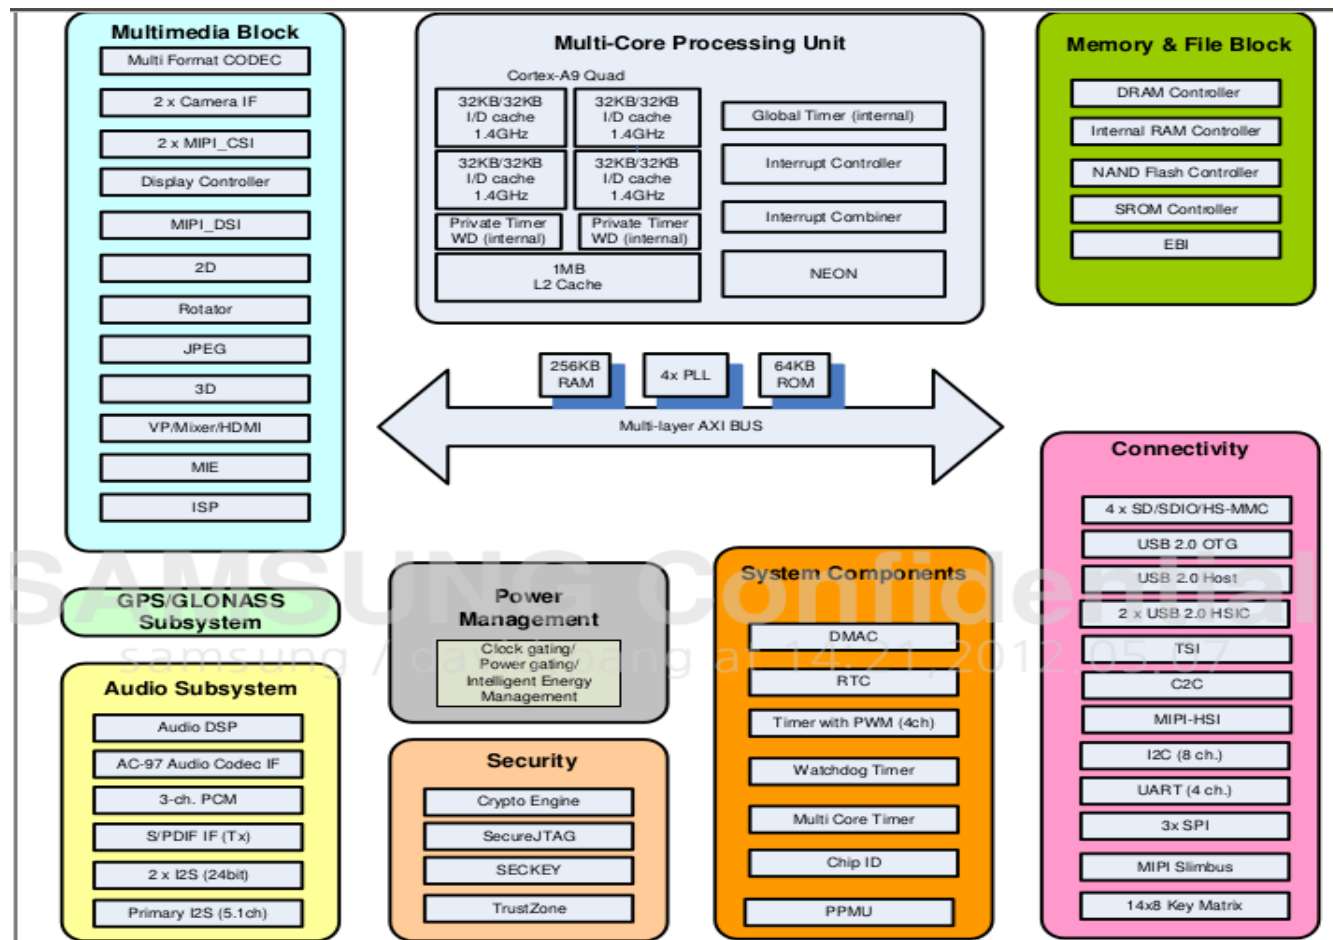 Multimedia Block
Multi Format CODEC
2 x Camera IF
2 x MIPI_CSI
Display Controller
MIPI_DSI
2D
Rotator
JPEG
3D
VP/Mixer/HDMI
MIE
ISP
Multi-Core Processing Unit
Cortex-A9 Quad
32KB/32KB
I/D cache
1.4GHz
32KB/32KB
I/D cache
1.4GHz
32KB/32KB
I/D cache
1.4GHz
32KB/32KB
I/D cache
1.4GHz
Private Timer
WD (internal)
Private Timer
WD (internal)
1MB
L2 Cache
Global Timer (internal)
Interrupt Controller
Interrupt Combiner
NEON
Memory & File Block
DRAM Controller
Internal RAM Controller
NAND Flash Controller
SROM Controller
EBI
256KB
RAM
4x PLL
64KB
ROM
Multi-layer AXI BUS
SAMSUNG Confidential
GPS/GLONASS
Subsystem
Audio Subsystem
Audio DSP
AC-97 Audio Codec IF
3-ch. PCM
S/PDIF IF (Tx)
2 x I2S (24bit)
Primary I2S (5.1ch)
Power
Management
Clock gating/
Power gating/
Intelligent Energy
Management
Security
Crypto Engine
SecureJTAG
SECKEY
TrustZone
System Components
DMAC
RTC
Timer with PWM (4ch)
Watchdog Timer
Multi Core Timer
Chip ID
PPMU
Connectivity
4 x SD/SDIO/HS-MMC
USB 2.0 OTG
USB 2.0 Host
2 x USB 2.0 HSIC
TSI
C2C
MIPI-HSI
I2C (8 ch.)
UART (4 ch.)
3x SPI
MIPI Slimbus
14x8 Key Matrix
samsung / at 14:21,2012.05.07